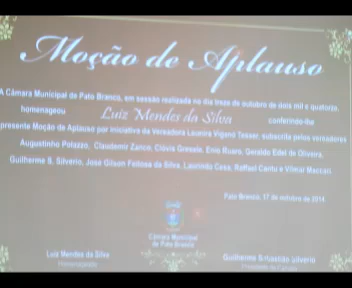 Moção de Aplauso
A Câmara Municipal de Pato Branca, em sessão realizada no dia treze de outubro de dois mil e quatorze,
homenageou Luiz Mendes da Silva conferindo-lhe
presente Moção de Aplauso por iniciativa da Vereadora Leunira Viganó Tesser, subscrita pelos vereadores
Augustinho Polazzo, Claudemir Zanco, Clóvis Gresele, Enio Ruaro, Geraldo Edel de Oliveira,
Guilherme S. Silverio, José Gilson Feitosa da Silva, Laurindo Cesa, Raffael Cantu e Vilmar Maccari.
Pato Branco, 17 de outubro de 2014
Câmara Municipal
de Pato Branco
Luiz Mendes da Silva
Homenageado
Guilherme Sebastião Silverio
Presidente da Câmara